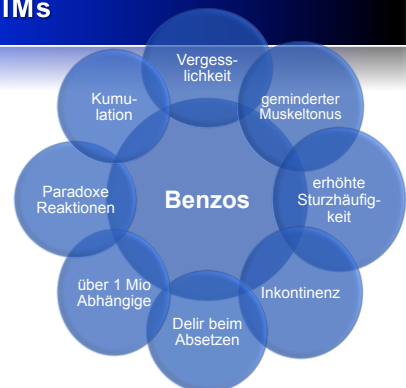 IMs
Vergess-
lichkeit
geminderter
Muskeltonus
erhöhte
Sturzhäufig-
keit
Inkontinenz
Delir beim
Absetzen
über 1 Mio
Abhängige
Paradoxe
Reaktionen
Kumu-
lation
Benzos